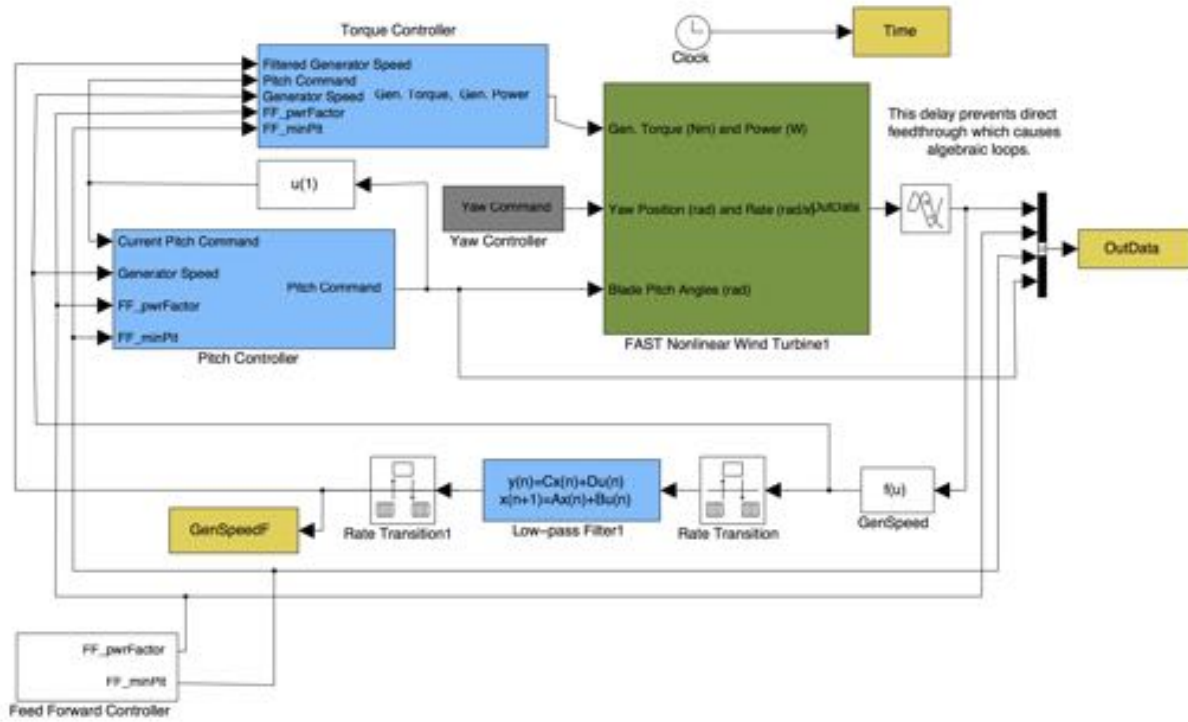 Torque Controller
Filtered Generator Speed
Pitch Command
Generator Speed
FF_pwrFactor
FF_minPit
Gen. Torque, Gen. Power
Clock
Time
This delay prevents direct
feedthrough which causes
algebraic loops.
u(1)
Yaw Command
Yaw Controller
Gen. Torque (Nm) and Power (W)
Yaw Position (rad) and Rate (rad/s)
OutData
Blade Pitch Angles (rad)
FAST Nonlinear Wind Turbine1
OutData
Current Pitch Command
Generator Speed
FF_pwrFactor
FF_minPit
Pitch Command
Pitch Controller
y(n)=Cx(n)+Du(n)
x(n+1)=Ax(n)+Bu(n)
f(u)
GenSpeed
GenSpeedF
Rate Transition1
Low-pass Filter1
Rate Transition
FF_pwrFactor
FF_minPit
Feed Forward Controller